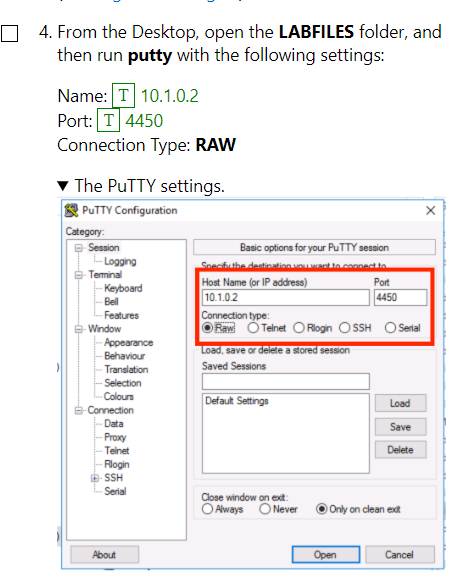 4. From the Desktop, open the LABFILES folder, and
then run putty with the following settings:
Name: T 10.1.0.2
Port: T 4450
Connection Type: RAW
▼ The PuTTY settings.
PuTTY Configuration
Category:
Session
Logging
Terminal
Keyboard
Bell
Features
Window
Appearance
Behaviour
Translation
Selection
Colours
Connection
Data
Proxy
Telnet
Rlogin
SSH
Serial
Basic options for your PuTTY session
Specify the destination you want to connect to
Host Name (or IP address) Port
10.1.0.2 4450
Connection type:
Raw Telnet Rlogin SSH Serial
Load, save or delete a stored session
Saved Sessions
Default Settings
Load
Save
Delete
Close window on exit:
Always Never Only on clean exit
About Open Cancel